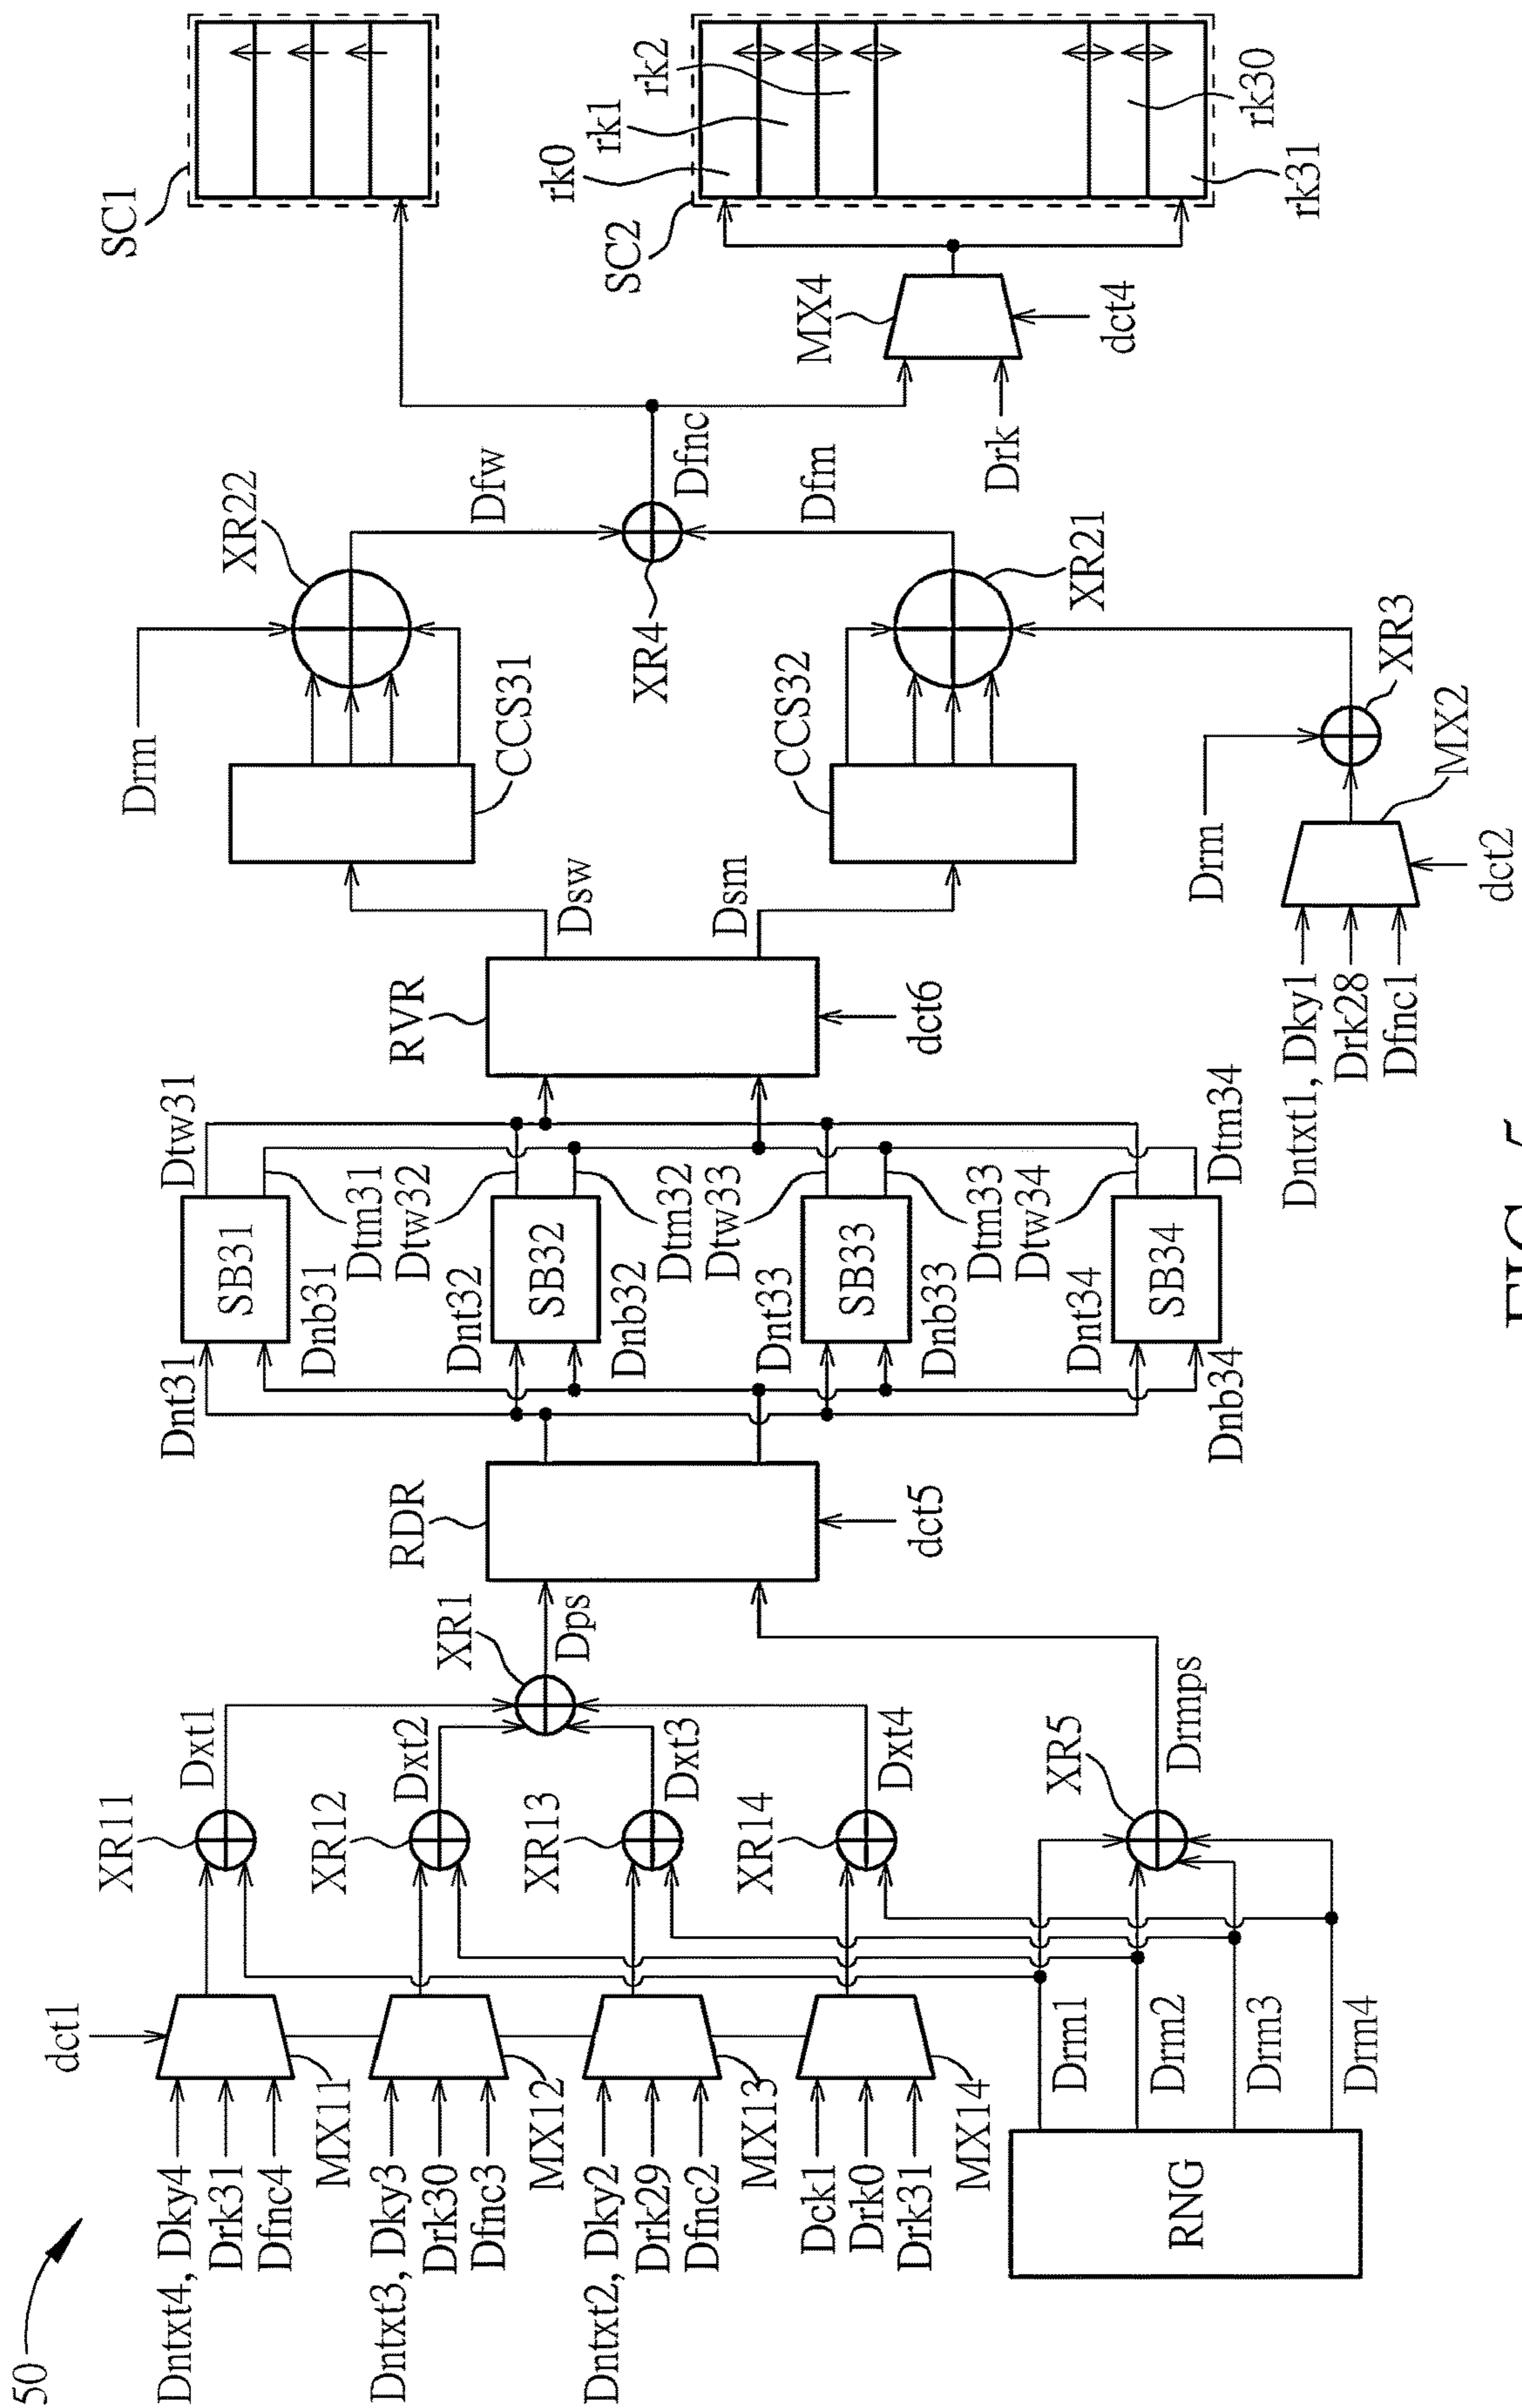 50
dct1
Dntxt4, Dky4
Drk31
Dfnc4
MX11
Dntxt3, Dky3
Drk30
Dfnc3
MX12
Dntxt2, Dky2
Drk29
Dfnc2
MX13
Dck1
Drk0
Drk31
MX14
RNG
Drm1
Drm2
Drm3
Drm4
XR11
XR12
XR13
XR14
XR5
Dxt1
Dxt2
Dxt3
Dxt4
Drmps
XR1
Dps
RDR
dct5
Dnt31
Dnb31
Dnt32
Dnb32
Dnt33
Dnb33
Dnt34
Dnb34
SB31
SB32
SB33
SB34
Dtw31
Dtm31
Dtw32
Dtm32
Dtw33
Dtm33
Dtw34
Dtm34
RVR
dct6
Dsw
Dsm
Dntxt1, Dky1
Drk28
Dfnc1
dct2
MX2
Drm
XR3
Drm
CCS31
CCS32
XR22
XR21
XR4
Dfw
Dfm
Dfnc
Drk
MX4
dct4
SC1
SC2
rk0
rk1
rk2
rk30
rk31